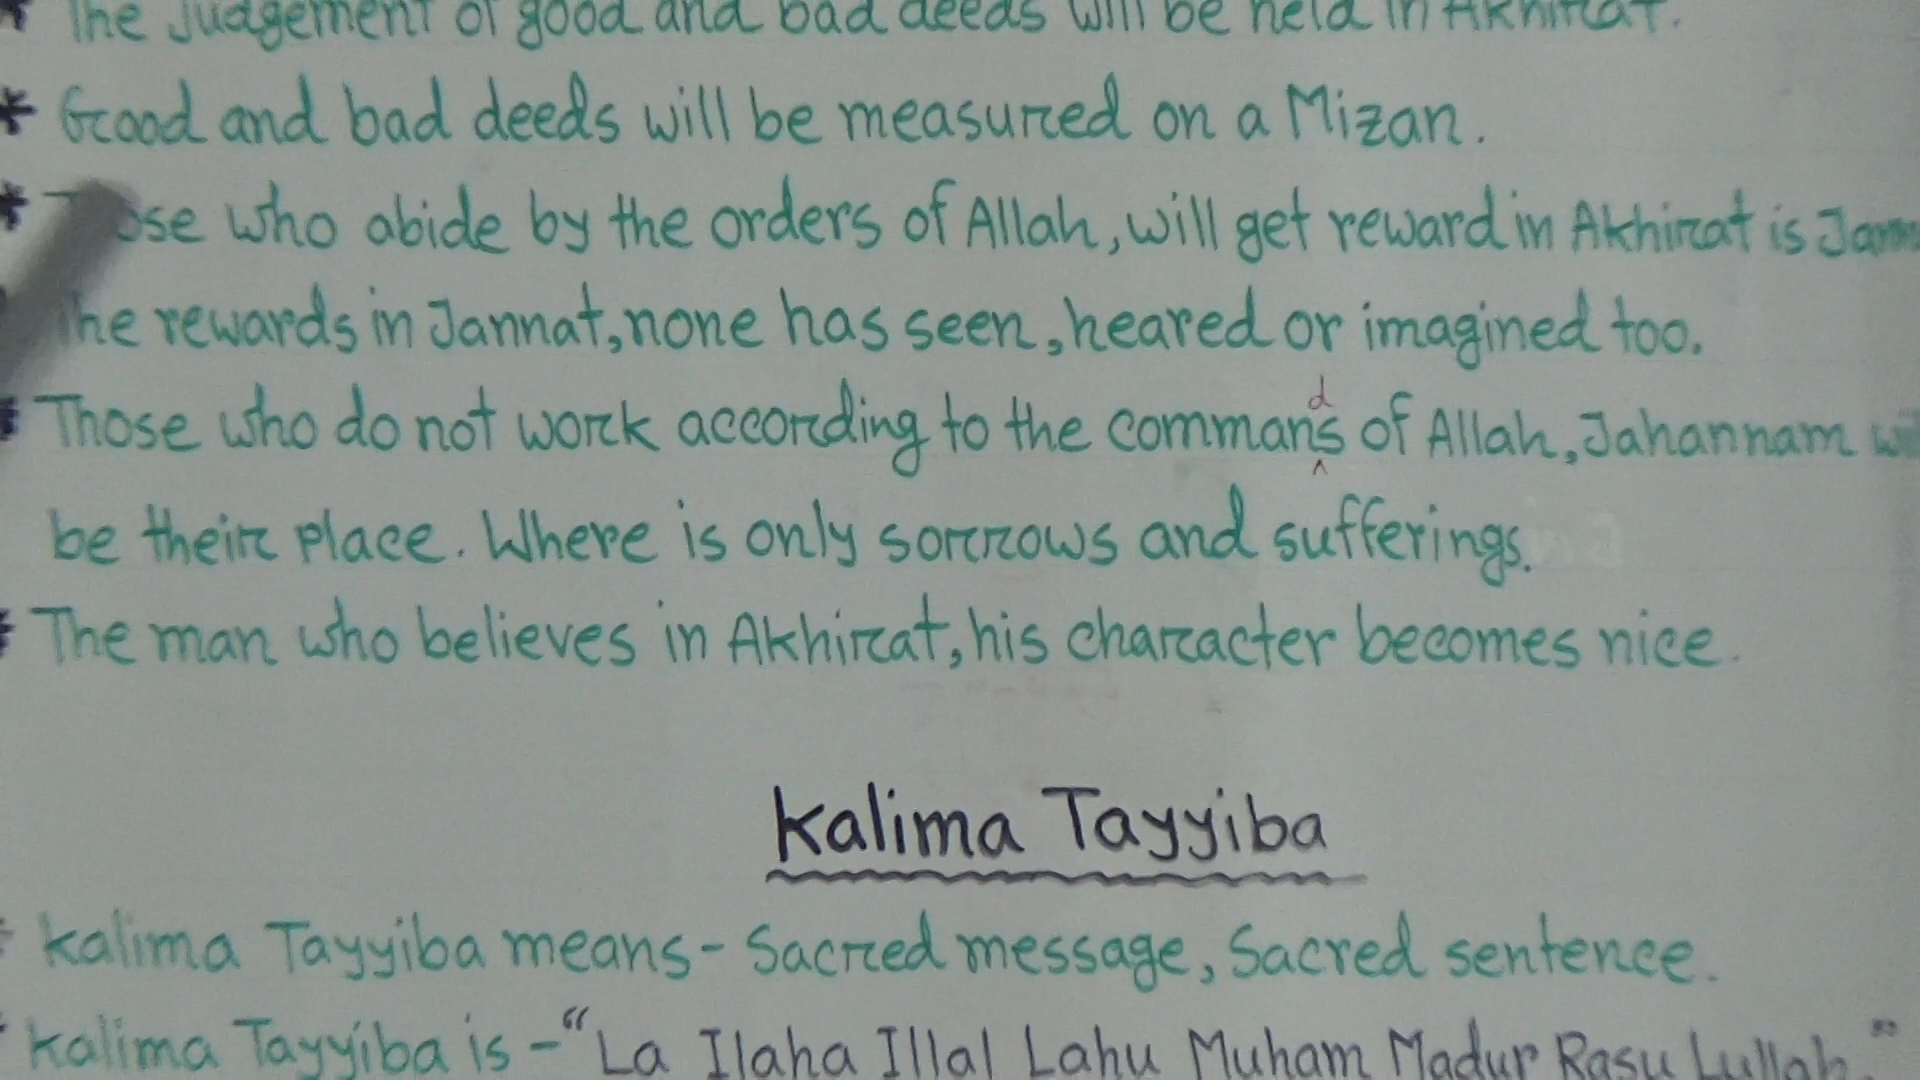 * The Judgement of good and bad deeds will be held in Akhirat.
* Good and bad deeds will be measured on a Mizan.
* who abide by the orders of Allah, will get reward in Akhirat is
The rewards in Jannat, none has seen, heared or imagined too.
* Those who do not work according to the commands of Allah, Jahannam
be their place. Where is only sorrows and sufferings.
* The man who believes in Akhirat, his character becomes nice.
Kalima Tayyiba
* Kalima Tayyiba means - Sacred message, Sacred sentence.
* Kalima Tayyiba is - "La Ilaha Illal Lahu Muham Madur Rasu Lullah."